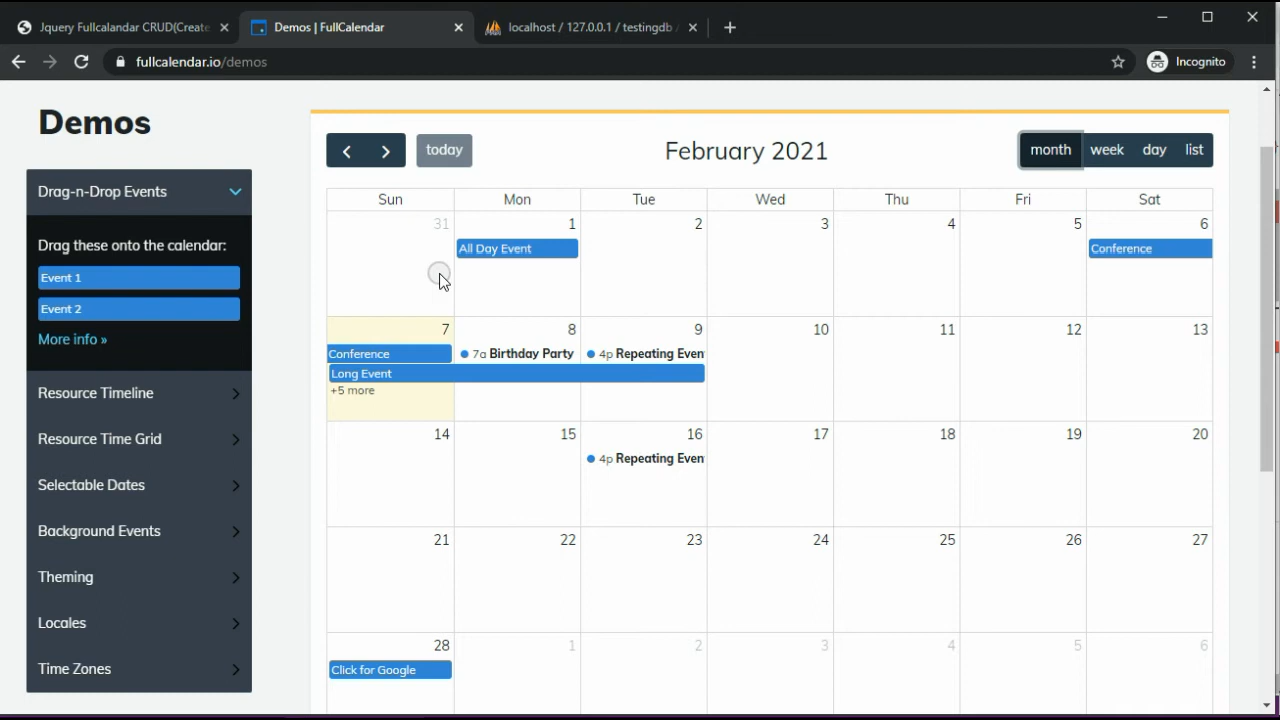 Jquery Fullcalandar CRUD(Create
Demos | FullCalendar
localhost / 127.0.0.1 / testingdb /
fullcalendar.io/demos
Incognito
Demos
Drag-n-Drop Events
Drag these onto the calendar:
Event 1
Event 2
More info »
Resource Timeline
Resource Time Grid
Selectable Dates
Background Events
Theming
Locales
Time Zones
today
February 2021
month week day list
Sun Mon Tue Wed Thu Fri Sat
31 1 2 3 4 5 6
All Day Event Conference
7 8 9 10 11 12 13
Conference 7a Birthday Party 4p Repeating Even
Long Event
+5 more
14 15 16 17 18 19 20
4p Repeating Even
21 22 23 24 25 26 27
28 1 2 3 4 5 6
Click for Google